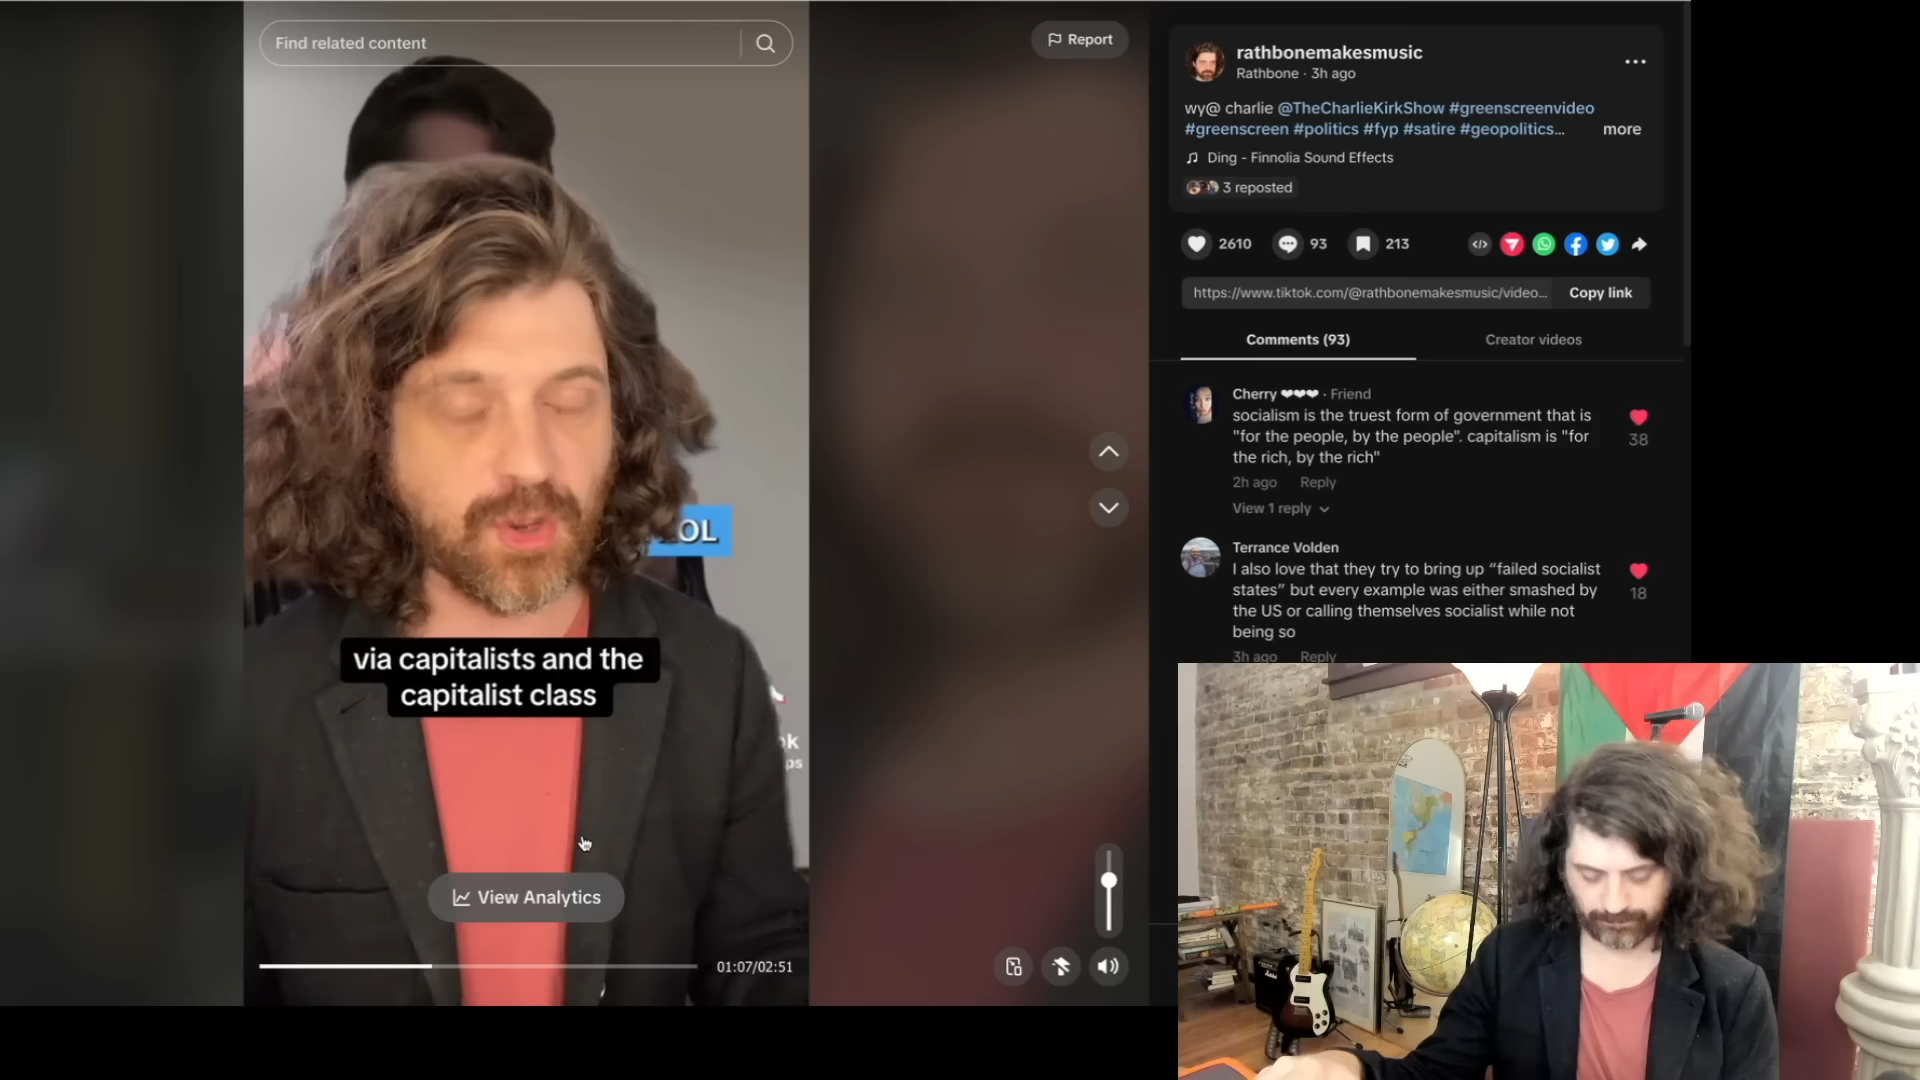 Find related content
Report
OL
via capitalists and the
capitalist class
View Analytics
01:07/02:51
rathbonemakesmusic
Rathbone · 3h ago
wy@ charlie @TheCharlieKirkShow #greenscreenvideo
#greenscreen #politics #fyp #satire #geopolitics... more
Ding - Finnolia Sound Effects
3 reposted
2610 93 213
https://www.tiktok.com/@rathbonemakesmusic/video... Copy link
Comments (93) Creator videos
Cherry ❤❤❤ · Friend
socialism is the truest form of government that is
"for the people, by the people". capitalism is "for
the rich, by the rich"
38
2h ago Reply
View 1 reply
Terrance Volden
I also love that they try to bring up “failed socialist
states” but every example was either smashed by
the US or calling themselves socialist while not
being so
18
3h ago Reply